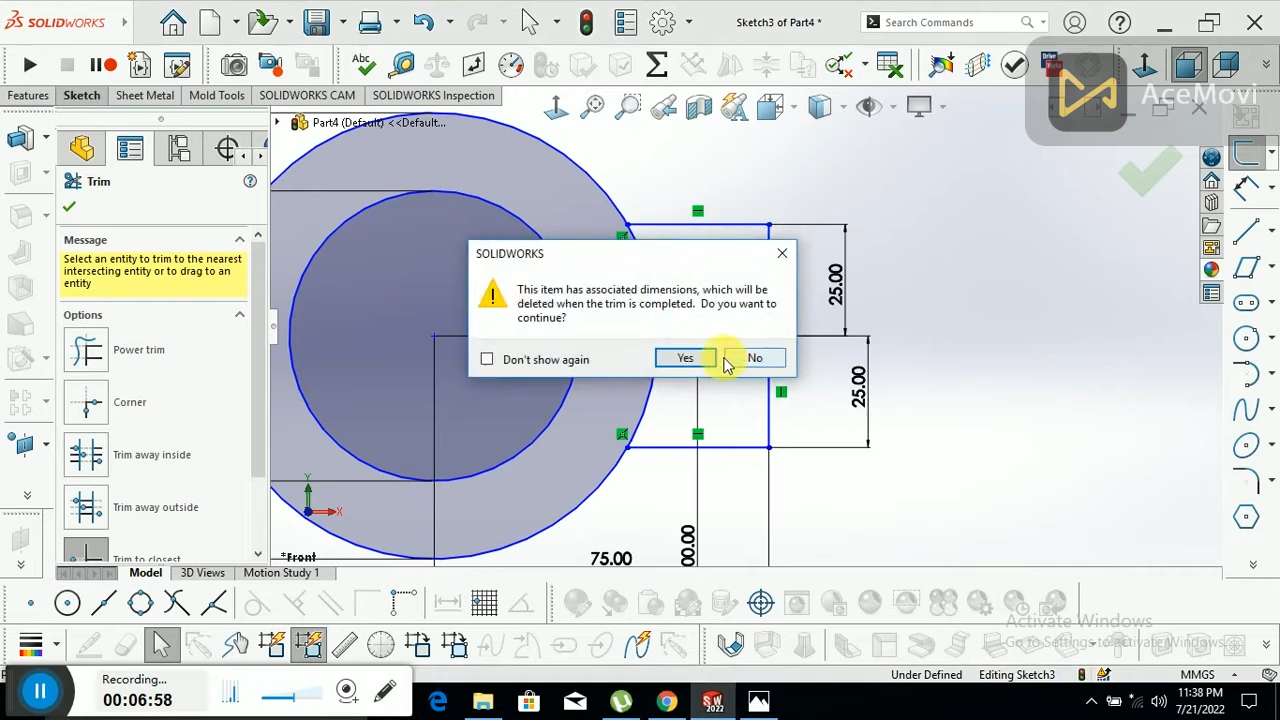 SOLIDWORKS
Sketch3 of Part4 *
Search Commands
Features
Sketch
Sheet Metal
Mold Tools
SOLIDWORKS CAM
SOLIDWORKS Inspection
AceMovi
Part4 (Default) <<Default...
Trim
Message
Select an entity to trim to the nearest
intersecting entity or to drag to an
entity
Options
Power trim
Corner
Trim away inside
Trim away outside
Trim to closest
SOLIDWORKS
This item has associated dimensions, which will be
deleted when the trim is completed. Do you want to
continue?
Don't show again
Yes
No
25.00
25.00
75.00
00.00
Y
X
*Front
Model
3D Views
Motion Study 1
Activate Windows
Go to Settings to activate Windows.
Under Defined
Editing Sketch3
MMGS
Recording...
00:06:58
SW
2022
11:38 PM
7/21/2022